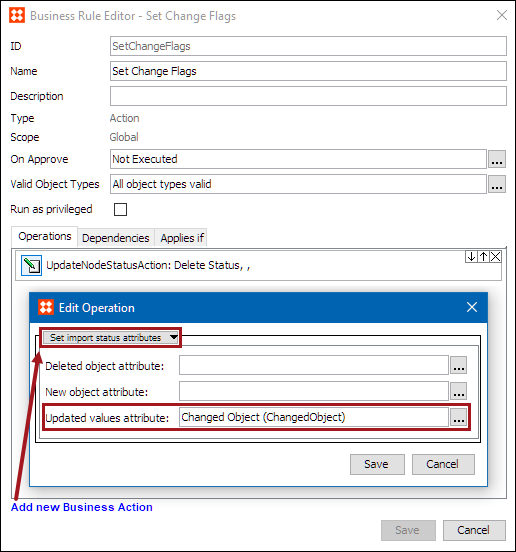 Business Rule Editor - Set Change Flags
ID SetChangeFlags
Name Set Change Flags
Description
Type Action
Scope Global
On Approve Not Executed ...
Valid Object Types All object types valid ...
Run as privileged
Operations Dependencies Applies if
UpdateNodeStatusAction: Delete Status, ,
Edit Operation
Set import status attributes
Deleted object attribute: ...
New object attribute: ...
Updated values attribute: Changed Object (ChangedObject) ...
Save Cancel
Add new Business Action
Save Cancel